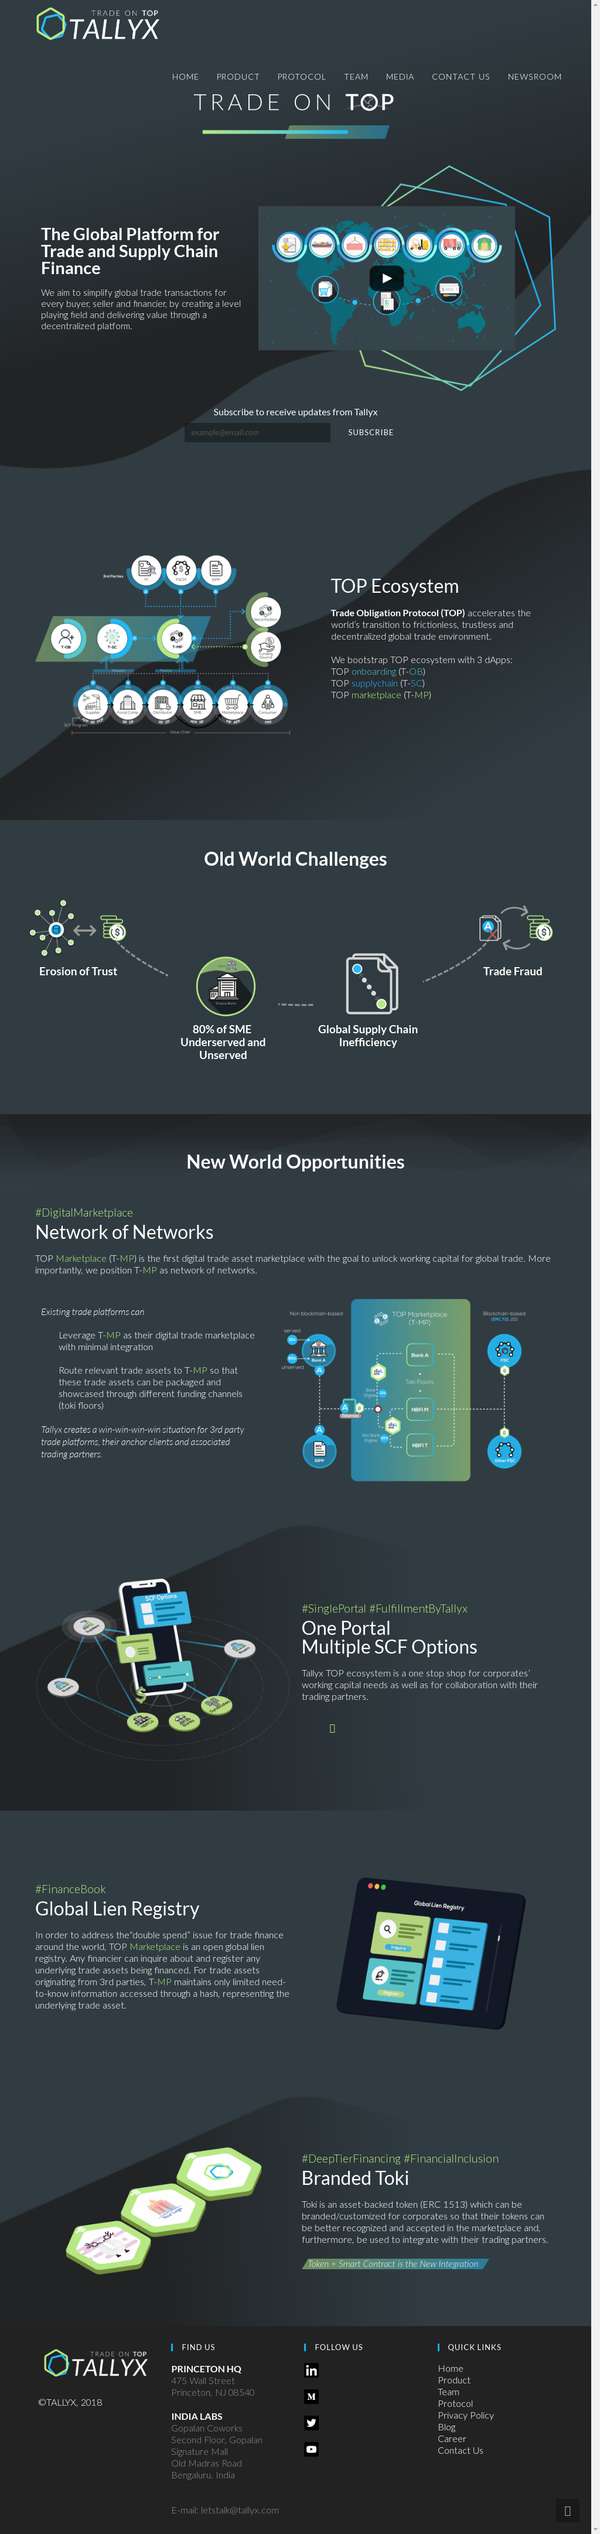 TRADE ON TOP
TALLYX
HOME PRODUCT PROTOCOL TEAM MEDIA CONTACT US NEWSROOM
TRADE ON TOP
The Global Platform for
Trade and Supply Chain
Finance
We aim to simplify global trade transactions for
every buyer, seller and financier, by creating a level
playing field and delivering value through a
decentralized platform.
Subscribe to receive updates from Tallyx
example@email.com
SUBSCRIBE
3rd Parties
T-OB
T-SC
T-MP
TOP Ecosystem
Trade Obligation Protocol (TOP) accelerates the
world's transition to frictionless, trustless and
decentralized global trade environment.
We bootstrap TOP ecosystem with 3 dApps:
TOP onboarding (T-OB)
TOP supplychain (T-SC)
TOP marketplace (T-MP)
Old World Challenges
Erosion of Trust
80% of SME
Underserved and
Unserved
Global Supply Chain
Inefficiency
Trade Fraud
New World Opportunities
#DigitalMarketplace
Network of Networks
TOP Marketplace (T-MP) is the first digital trade asset marketplace with the goal to unlock working capital for global trade. More
importantly, we position T-MP as network of networks.
Existing trade platforms can
Leverage T-MP as their digital trade marketplace
with minimal integration
Route relevant trade assets to T-MP so that
these trade assets can be packaged and
showcased through different funding channels
(toki floors)
Tallyx creates a win-win-win-win situation for 3rd party
trade platforms, their anchor clients and associated
trading partners.
Non blockchain-based
served
unserved
Bank A
TOP Marketplace
(T-MP)
Bank A
Toki Floors
NBFI M
NBFI T
Blockchain-based
SCF Options
#SinglePortal #FulfillmentByTallyx
One Portal
Multiple SCF Options
Tallyx TOP ecosystem is a one stop shop for corporates'
working capital needs as well as for collaboration with their
trading partners.
#FinanceBook
Global Lien Registry
In order to address the"double spend" issue for trade finance
around the world, TOP Marketplace is an open global lien
registry. Any financier can inquire about and register any
underlying trade assets being financed. For trade assets
originating from 3rd parties, T-MP maintains only limited need-
to-know information accessed through a hash, representing the
underlying trade asset.
Global Lien Registry
#DeepTierFinancing #FinancialInclusion
Branded Toki
Toki is an asset-backed token (ERC 1513) which can be
branded/customized for corporates so that their tokens can
be better recognized and accepted in the marketplace and,
furthermore, be used to integrate with their trading partners.
Token + Smart Contract is the New Integration
TRADE ON TOP
TALLYX
©TALLYX, 2018
FIND US
PRINCETON HQ
475 Wall Street
Princeton, NJ 08540
INDIA LABS
Gopalan Coworks
Second Floor, Gopalan
Signature Mall
Old Madras Road
Bengaluru, India
E-mail: letstalk@tallyx.com
FOLLOW US
QUICK LINKS
Home
Product
Team
Protocol
Privacy Policy
Blog
Career
Contact Us